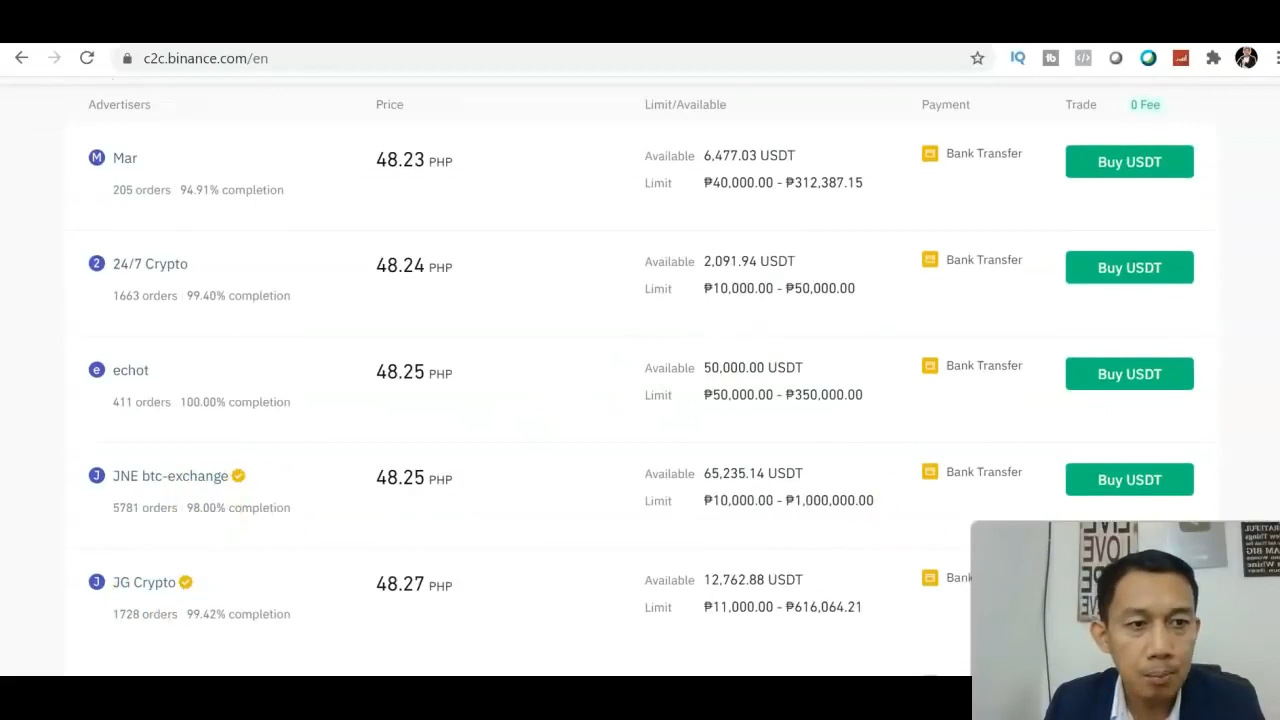 c2c.binance.com/en
Advertisers Price Limit/Available Payment Trade 0 Fee
M Mar 48.23 PHP Available 6,477.03 USDT Bank Transfer Buy USDT
205 orders 94.91% completion Limit ₱40,000.00 - ₱312,387.15
2 24/7 Crypto 48.24 PHP Available 2,091.94 USDT Bank Transfer Buy USDT
1663 orders 99.40% completion Limit ₱10,000.00 - ₱50,000.00
e echot 48.25 PHP Available 50,000.00 USDT Bank Transfer Buy USDT
411 orders 100.00% completion Limit ₱50,000.00 - ₱350,000.00
J JNE btc-exchange 48.25 PHP Available 65,235.14 USDT Bank Transfer Buy USDT
5781 orders 98.00% completion Limit ₱10,000.00 - ₱1,000,000.00
J JG Crypto 48.27 PHP Available 12,762.88 USDT Bank
1728 orders 99.42% completion Limit ₱11,000.00 - ₱616,064.21
LIVE
LOVE